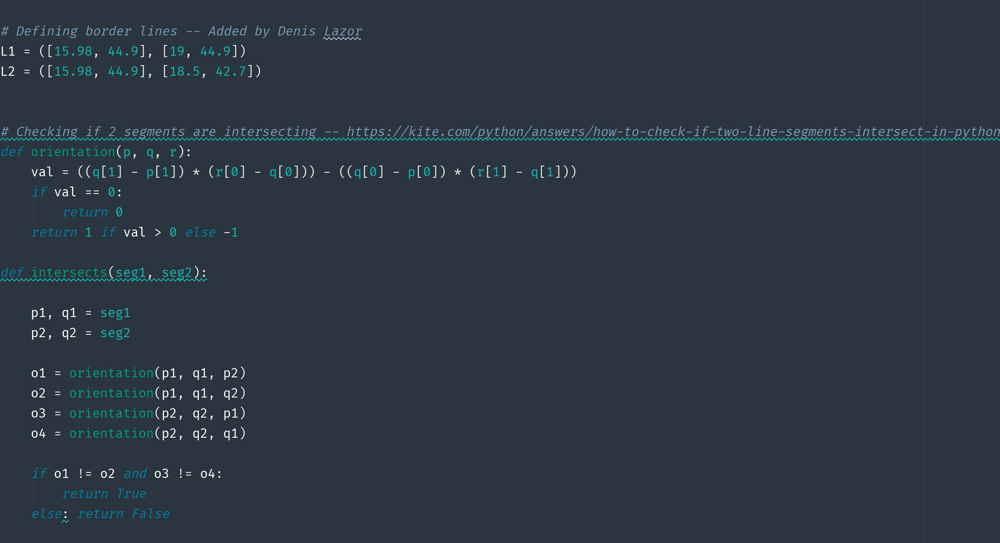 # Defining border lines -- Added by Denis Lazor
L1 = ([15.98, 44.9], [19, 44.9])
L2 = ([15.98, 44.9], [18.5, 42.7])
# Checking if 2 segments are intersecting -- https://kite.com/python/answers/how-to-check-if-two-line-segments-intersect-in-python
def orientation(p, q, r):
    val = ((q[1] - p[1]) * (r[0] - q[0])) - ((q[0] - p[0]) * (r[1] - q[1]))
    if val == 0:
        return 0
    return 1 if val > 0 else -1
def intersects(seg1, seg2):
    p1, q1 = seg1
    p2, q2 = seg2
    o1 = orientation(p1, q1, p2)
    o2 = orientation(p1, q1, q2)
    o3 = orientation(p2, q2, p1)
    o4 = orientation(p2, q2, q1)
    if o1 != o2 and o3 != o4:
        return True
    else: return False